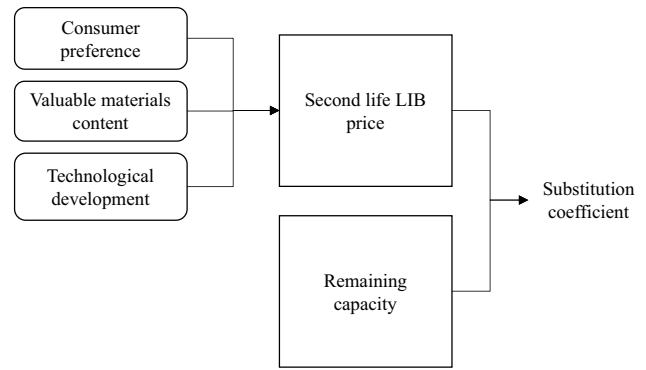 Consumer
preference
Valuable materials
content
Technological
development
Second life LIB
price
Remaining
capacity
Substitution
coefficient